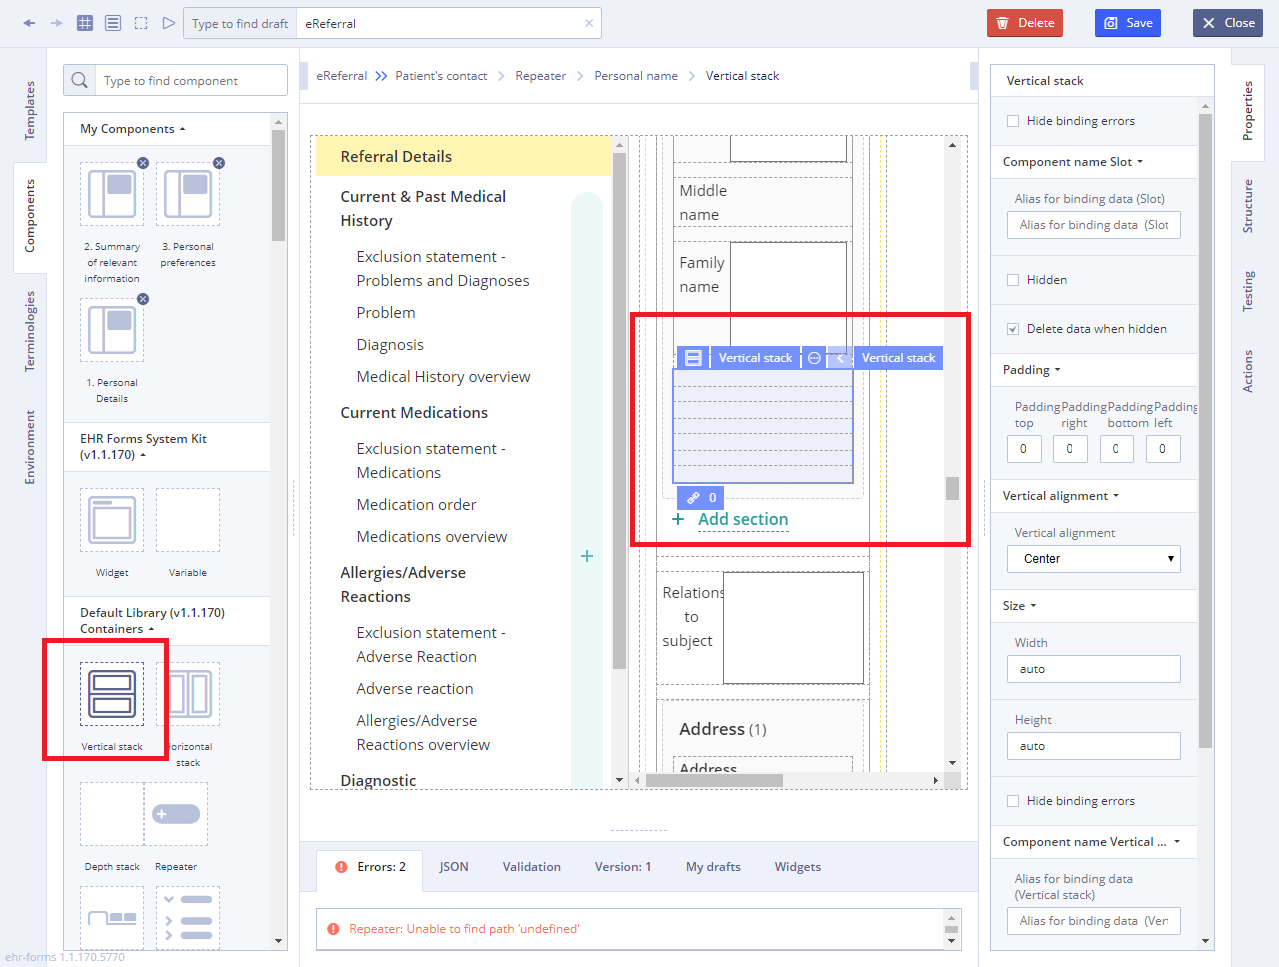 Type to find draft
eReferral
Delete
Save
Close
Templates
Components
Terminologies
Environment
Type to find component
My Components
2. Summary
of relevant
information
3. Personal
preferences
1. Personal
Details
EHR Forms System Kit
(v1.1.170)
Widget
Variable
Default Library (v1.1.170)
Containers
Vertical stack
Horizontal
stack
Depth stack
Repeater
ehr-forms 1.1.170.5770
eReferral
Patient's contact
Repeater
Personal name
Vertical stack
Referral Details
Current & Past Medical
History
Exclusion statement -
Problems and Diagnoses
Problem
Diagnosis
Medical History overview
Current Medications
Exclusion statement -
Medications
Medication order
Medications overview
Allergies/Adverse
Reactions
Exclusion statement -
Adverse Reaction
Adverse reaction
Allergies/Adverse
Reactions overview
Diagnostic
Middle
name
Family
name
Vertical stack
Vertical stack
0
+ Add section
Relations
to
subject
Address (1)
Address
Errors: 2
JSON
Validation
Version: 1
My drafts
Widgets
Repeater: Unable to find path 'undefined'
Vertical stack
Hide binding errors
Component name Slot
Alias for binding data (Slot)
Alias for binding data (Slot
Hidden
Delete data when hidden
Padding
Padding top
Padding right
Padding bottom
Padding left
0
0
0
0
Vertical alignment
Vertical alignment
Center
Size
Width
auto
Height
auto
Hide binding errors
Component name Vertical ...
Alias for binding data
(Vertical stack)
Alias for binding data (Ver
Properties
Structure
Testing
Actions